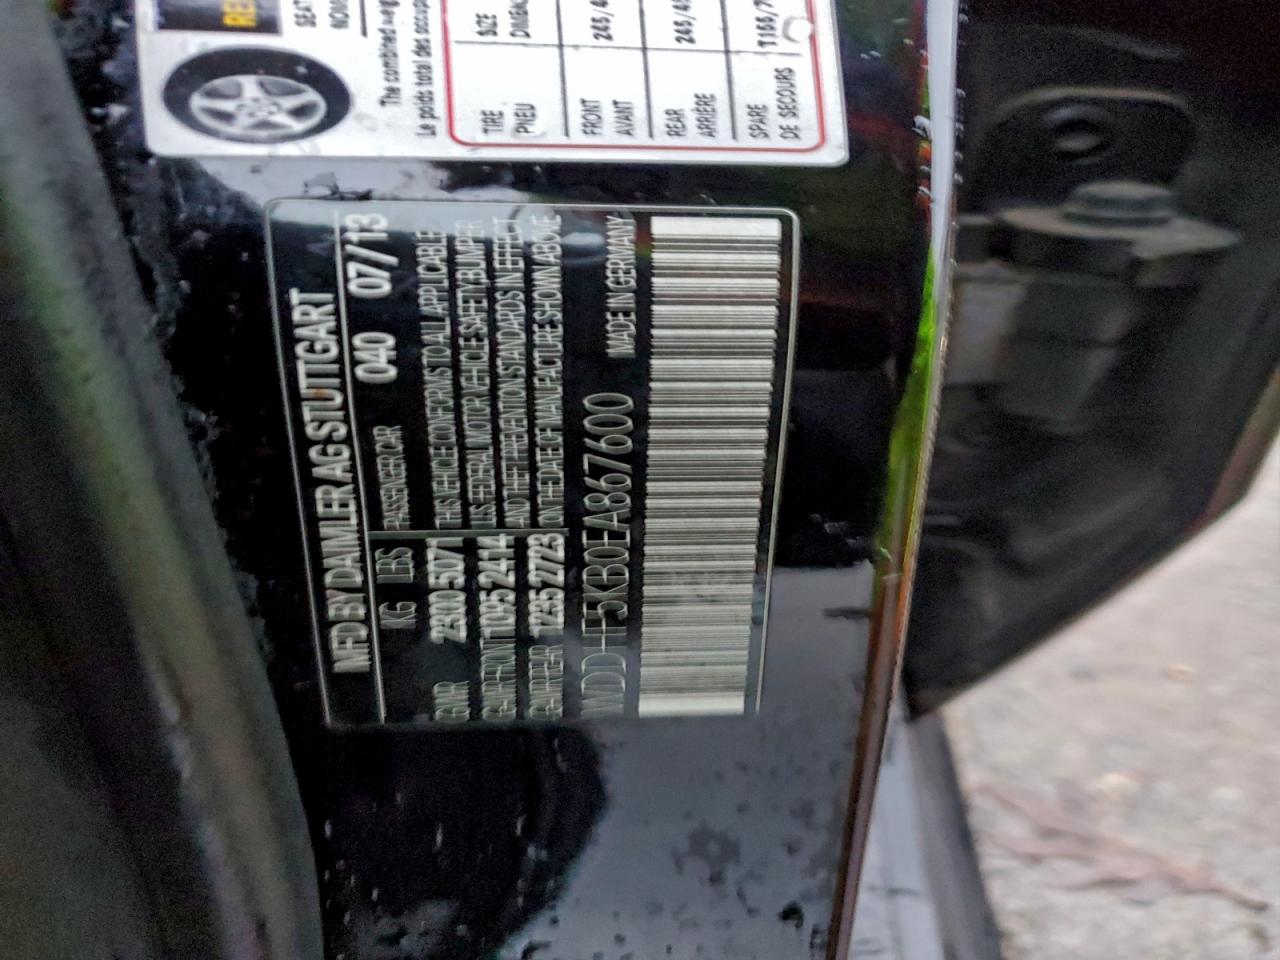 The combined
Le poids total des occup
TIRE SIZE
PNEU
FRONT
AVANT
REAR
ARRIÈRE
SPARE
DE SECOURS
MFD BY DAIMLER AG STUTTGART
KG LBS PASSENGER CAR 040 07/13
GVWR 2300 5071 THIS VEHICLE CONFORMS TO ALL APPLICABLE
FRONT 1095 2414 U.S. FEDERAL MOTOR VEHICLE SAFETY, BUMPER
REAR 1235 2723 AND THEFT PREVENTION STANDARDS IN EFFECT
ON THE DATE OF MANUFACTURE SHOWN ABOVE
WDDHF5KB0EA867600 MADE IN GERMANY